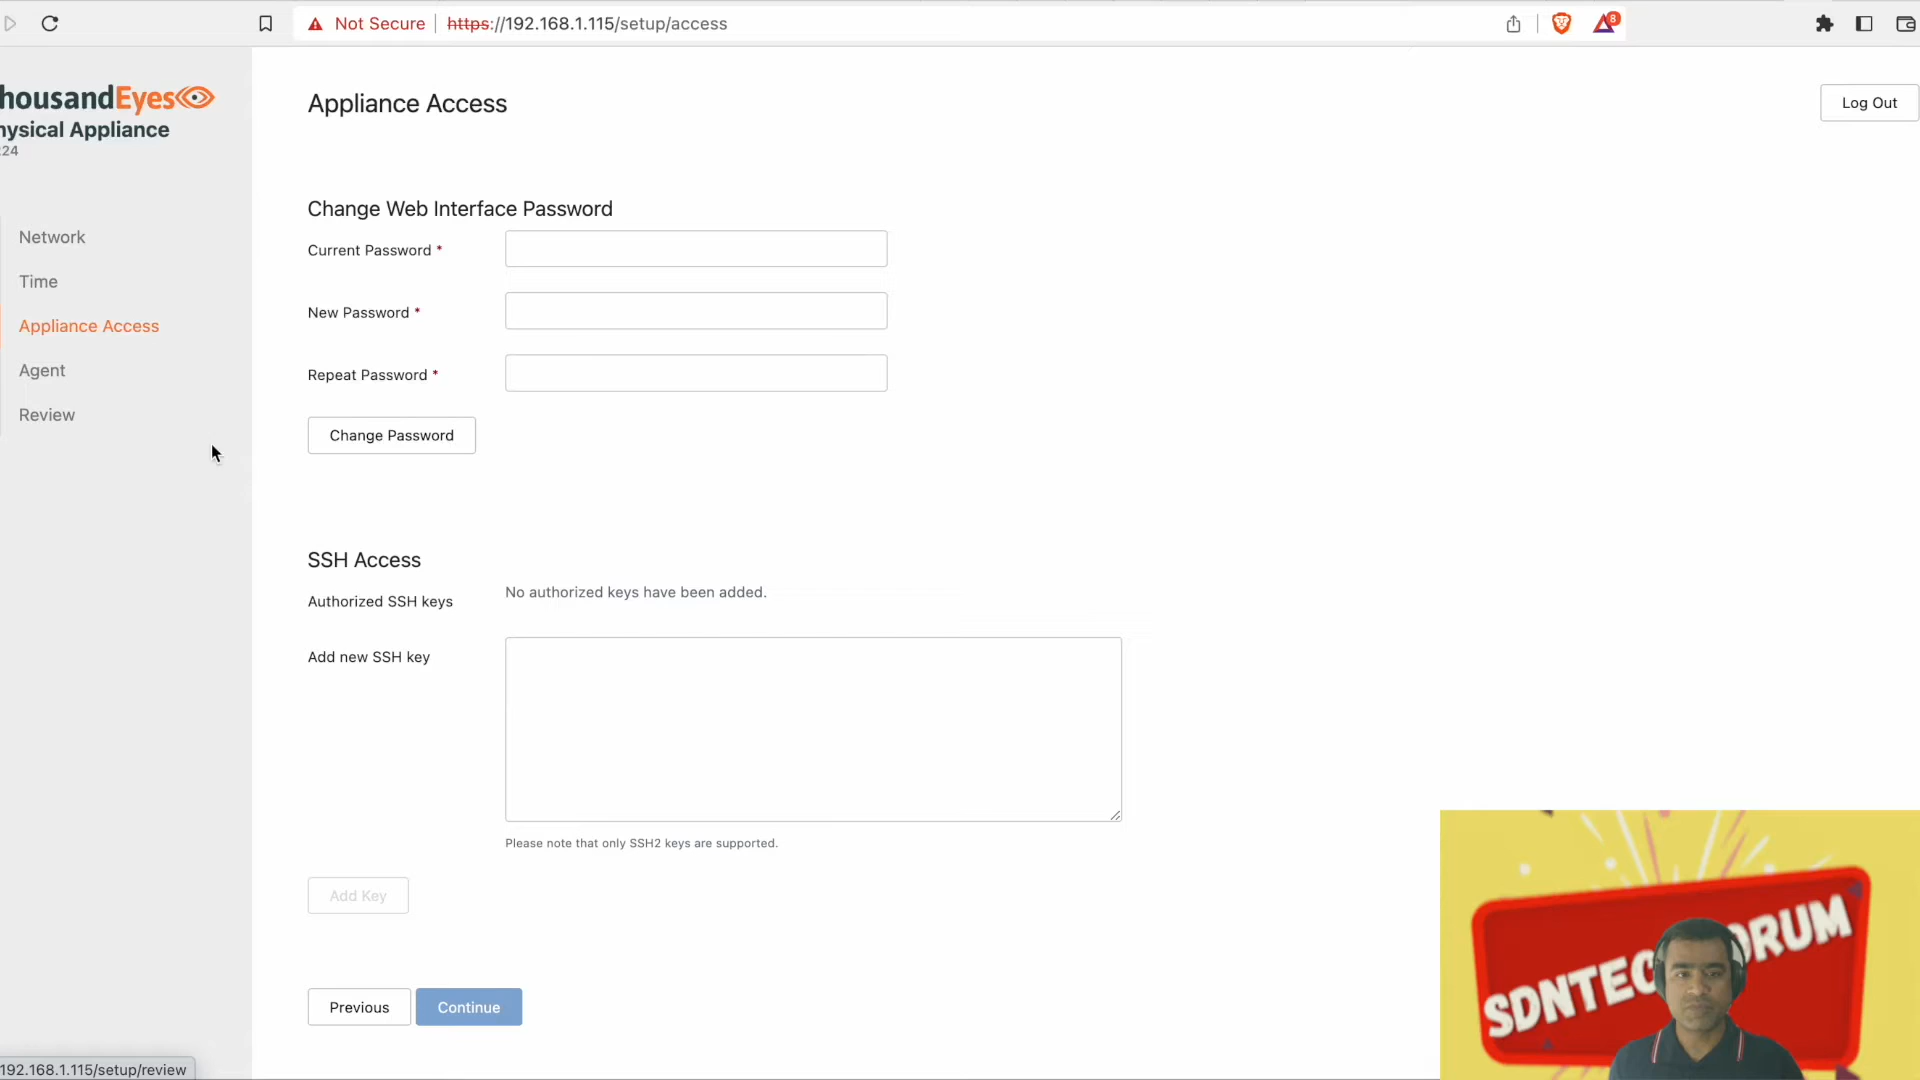 Not Secure https://192.168.1.115/setup/access 8
housandEyes
hysical Appliance
24
Network
Time
Appliance Access
Agent
Review
Appliance Access
Log Out
Change Web Interface Password
Current Password *
New Password *
Repeat Password *
Change Password
SSH Access
Authorized SSH keys No authorized keys have been added.
Add new SSH key
Please note that only SSH2 keys are supported.
Add Key
Previous Continue
192.168.1.115/setup/review
SDNTEC ORUM